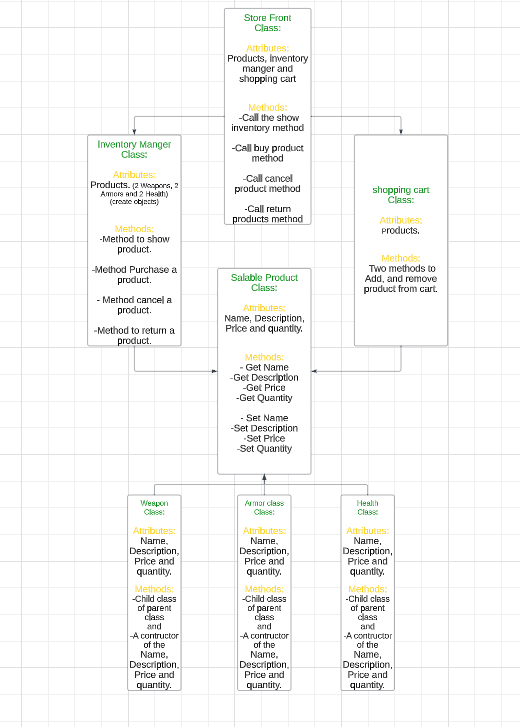 Store Front
Class:
Attributes:
Products, Inventory
manger and
shopping cart
Methods:
-Call the show
inventory method
-Call buy product
method
-Call cancel
product method
-Call return
products method
Inventory Manger
Class:
Attributes:
Products. (2 Weapons, 2
Armors and 2 Health)
(create objects)
Methods:
-Method to show
product.
-Method Purchase a
product.
- Method cancel a
product.
-Method to return a
product.
shopping cart
Class:
Attributes:
Products.
Methods:
Two methods to
Add, and remove
product from cart.
Salable Product
Class:
Attributes:
Name, Description,
Price and quantity.
Methods:
- Get Name
-Get Description
-Get Price
-Get Quantity
- Set Name
-Set Description
-Set Price
-Set Quantity
Weapon
Class:
Attributes:
Name,
Description,
Price and
quantity.
Methods:
-Child class
of parent
class
and
-A contructor
of the
Name,
Description,
Price and
quantity.
Armor class
Class:
Attributes:
Name,
Description,
Price and
quantity.
Methods:
-Child class
of parent
class
and
-A contructor
of the
Name,
Description,
Price and
quantity.
Health
Class:
Attributes:
Name,
Description,
Price and
quantity.
Methods:
-Child class
of parent
class
and
-A contructor
of the
Name,
Description,
Price and
quantity.